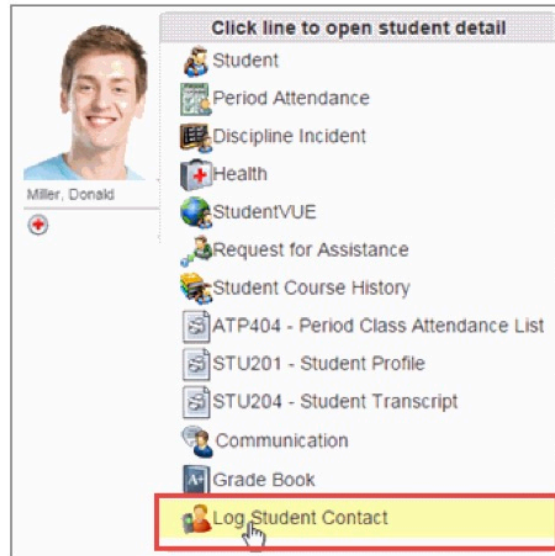 Click line to open student detail
Student
Period Attendance
Discipline Incident
Health
Miller, Donald
StudentVUE
Request for Assistance
Student Course History
ATP404 - Period Class Attendance List
STU201 - Student Profile
STU204 - Student Transcript
Communication
A+ Grade Book
Log Student Contact